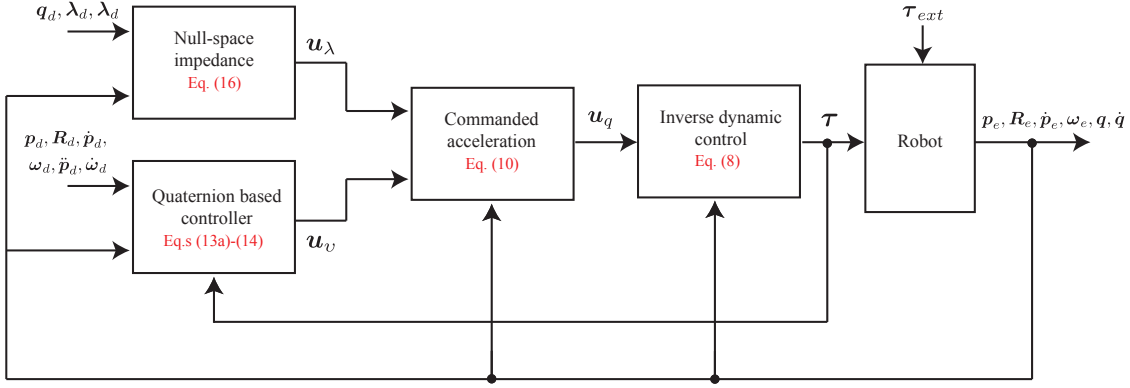 q_d, λ_d, λ̇_d
Null-space
impedance
Eq. (16)
u_λ
p_d, R_d, ṗ_d,
ω_d, p̈_d, ω̇_d
Quaternion based
controller
Eq.s (13a)-(14)
u_υ
Commanded
acceleration
Eq. (10)
u_q
Inverse dynamic
control
Eq. (8)
τ
τ_ext
Robot
p_e, R_e, ṗ_e, ω_e, q, q̇